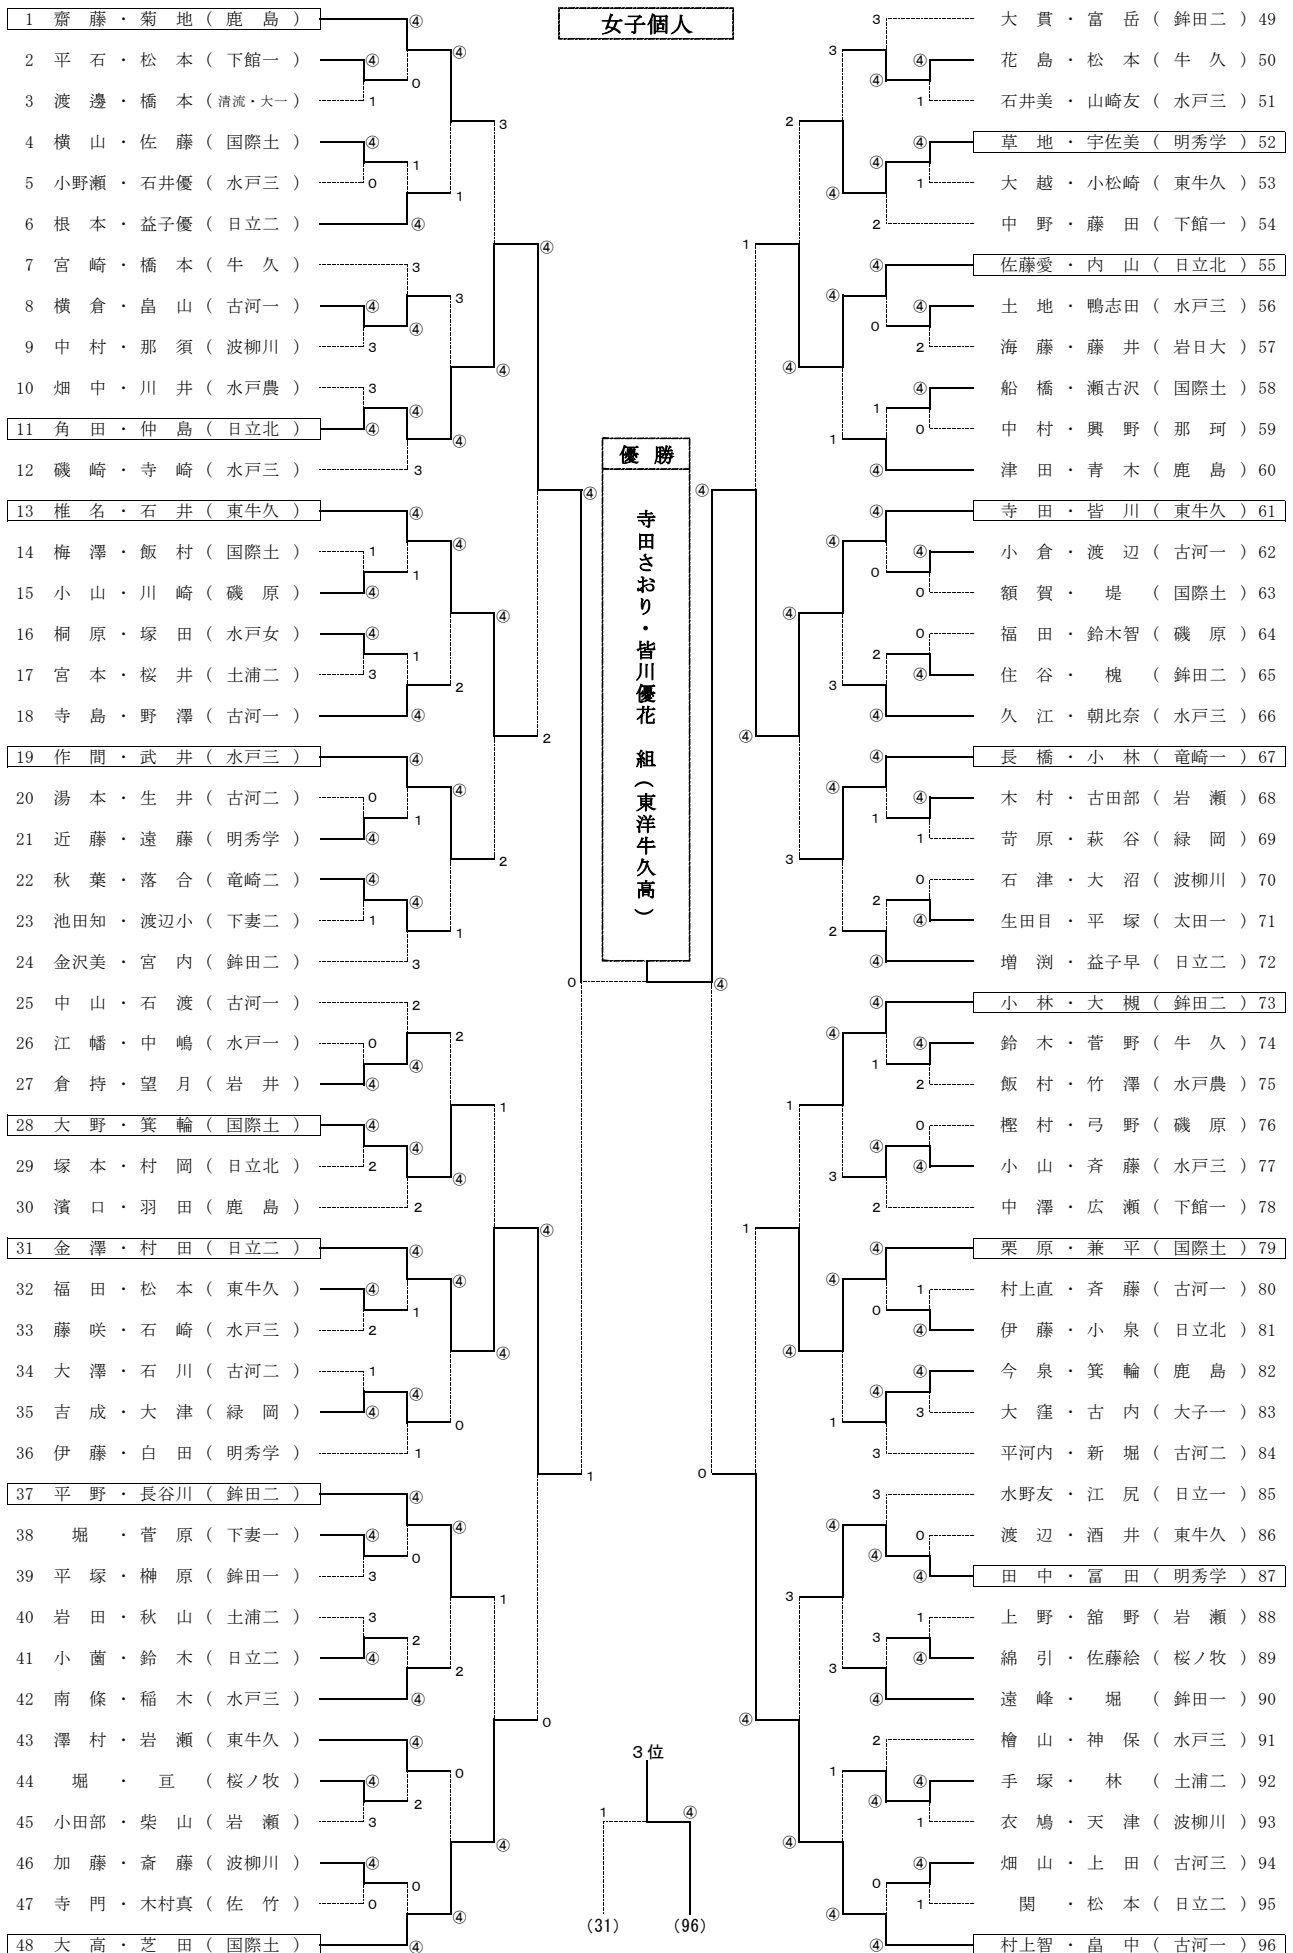 女子個人
1 齋 藤 ・ 菊 地 ( 鹿 島 )
2 平 石 ・ 松 本 ( 下館一 )
3 渡 邊 ・ 橋 本 ( 清流・大一 )
4 横 山 ・ 佐 藤 ( 国際土 )
5 小野瀬 ・ 石井優 ( 水戸三 )
6 根 本 ・ 益子優 ( 日立二 )
7 宮 崎 ・ 橋 本 ( 牛 久 )
8 横 倉 ・ 畠 山 ( 古河一 )
9 中 村 ・ 那 須 ( 波柳川 )
10 畑 中 ・ 川 井 ( 水戸農 )
11 角 田 ・ 仲 島 ( 日立北 )
12 磯 崎 ・ 寺 崎 ( 水戸三 )
13 椎 名 ・ 石 井 ( 東牛久 )
14 梅 澤 ・ 飯 村 ( 国際土 )
15 小 山 ・ 川 崎 ( 磯 原 )
16 桐 原 ・ 塚 田 ( 水戸女 )
17 宮 本 ・ 桜 井 ( 土浦二 )
18 寺 島 ・ 野 澤 ( 古河一 )
19 作 間 ・ 武 井 ( 水戸三 )
20 湯 本 ・ 生 井 ( 古河二 )
21 近 藤 ・ 遠 藤 ( 明秀学 )
22 秋 葉 ・ 落 合 ( 竜崎二 )
23 池田知 ・ 渡辺小 ( 下妻二 )
24 金沢美 ・ 宮 内 ( 鉾田二 )
25 中 山 ・ 石 渡 ( 古河一 )
26 江 幡 ・ 中 嶋 ( 水戸一 )
27 倉 持 ・ 望 月 ( 岩 井 )
28 大 野 ・ 箕 輪 ( 国際土 )
29 塚 本 ・ 村 岡 ( 日立北 )
30 濱 口 ・ 羽 田 ( 鹿 島 )
31 金 澤 ・ 村 田 ( 日立二 )
32 福 田 ・ 松 本 ( 東牛久 )
33 藤 咲 ・ 石 崎 ( 水戸三 )
34 大 澤 ・ 石 川 ( 古河二 )
35 吉 成 ・ 大 津 ( 緑 岡 )
36 伊 藤 ・ 白 田 ( 明秀学 )
37 平 野 ・ 長谷川 ( 鉾田二 )
38 堀 ・ 菅 原 ( 下妻一 )
39 平 塚 ・ 榊 原 ( 鉾田一 )
40 岩 田 ・ 秋 山 ( 土浦二 )
41 小 薗 ・ 鈴 木 ( 日立二 )
42 南 條 ・ 稲 木 ( 水戸三 )
43 澤 村 ・ 岩 瀬 ( 東牛久 )
44 堀 ・ 亘 ( 桜ノ牧 )
45 小田部 ・ 柴 山 ( 岩 瀬 )
46 加 藤 ・ 斎 藤 ( 波柳川 )
47 寺 門 ・ 木村真 ( 佐 竹 )
48 大 高 ・ 芝 田 ( 国際土 )
優 勝
寺田さおり・皆川優花 組(東洋牛久高)
3位
1 ④
(31) (96)
大 貫 ・ 富 岳 ( 鉾田二 ) 49
花 島 ・ 松 本 ( 牛 久 ) 50
石井美 ・ 山崎友 ( 水戸三 ) 51
草 地 ・ 宇佐美 ( 明秀学 ) 52
大 越 ・ 小松崎 ( 東牛久 ) 53
中 野 ・ 藤 田 ( 下館一 ) 54
佐藤愛 ・ 内 山 ( 日立北 ) 55
土 地 ・ 鴨志田 ( 水戸三 ) 56
海 藤 ・ 藤 井 ( 岩日大 ) 57
船 橋 ・ 瀬古沢 ( 国際土 ) 58
中 村 ・ 興 野 ( 那 珂 ) 59
津 田 ・ 青 木 ( 鹿 島 ) 60
寺 田 ・ 皆 川 ( 東牛久 ) 61
小 倉 ・ 渡 辺 ( 古河一 ) 62
額 賀 ・ 堤 ( 国際土 ) 63
福 田 ・ 鈴木智 ( 磯 原 ) 64
住 谷 ・ 槐 ( 鉾田二 ) 65
久 江 ・ 朝比奈 ( 水戸三 ) 66
長 橋 ・ 小 林 ( 竜崎一 ) 67
木 村 ・ 古田部 ( 岩 瀬 ) 68
苛 原 ・ 萩 谷 ( 緑 岡 ) 69
石 津 ・ 大 沼 ( 波柳川 ) 70
生田目 ・ 平 塚 ( 太田一 ) 71
増 渕 ・ 益子早 ( 日立二 ) 72
小 林 ・ 大 槻 ( 鉾田二 ) 73
鈴 木 ・ 菅 野 ( 牛 久 ) 74
飯 村 ・ 竹 澤 ( 水戸農 ) 75
樫 村 ・ 弓 野 ( 磯 原 ) 76
小 山 ・ 斉 藤 ( 水戸三 ) 77
中 澤 ・ 広 瀬 ( 下館一 ) 78
栗 原 ・ 兼 平 ( 国際土 ) 79
村上直 ・ 斉 藤 ( 古河一 ) 80
伊 藤 ・ 小 泉 ( 日立北 ) 81
今 泉 ・ 箕 輪 ( 鹿 島 ) 82
大 窪 ・ 古 内 ( 大子一 ) 83
平河内 ・ 新 堀 ( 古河二 ) 84
水野友 ・ 江 尻 ( 日立一 ) 85
渡 辺 ・ 酒 井 ( 東牛久 ) 86
田 中 ・ 冨 田 ( 明秀学 ) 87
上 野 ・ 舘 野 ( 岩 瀬 ) 88
綿 引 ・ 佐藤絵 ( 桜ノ牧 ) 89
遠 峰 ・ 堀 ( 鉾田一 ) 90
檜 山 ・ 神 保 ( 水戸三 ) 91
手 塚 ・ 林 ( 土浦二 ) 92
衣 鳩 ・ 天 津 ( 波柳川 ) 93
畑 山 ・ 上 田 ( 古河三 ) 94
関 ・ 松 本 ( 日立二 ) 95
村上智 ・ 畠 中 ( 古河一 ) 96